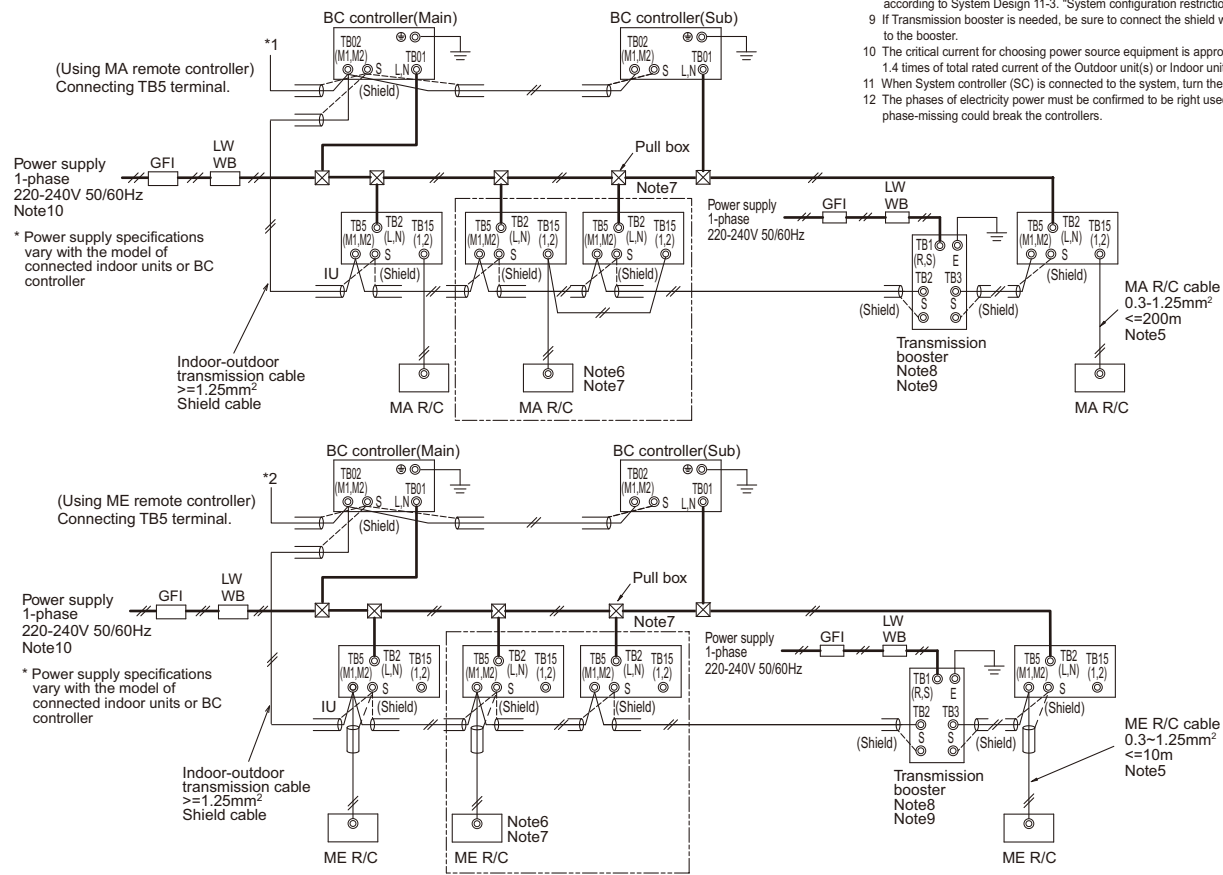 according to System Design 11-3. "System configuration restriction
9 If Transmission booster is needed, be sure to connect the shield w
to the booster.
10 The critical current for choosing power source equipment is appro
1.4 times of total rated current of the Outdoor unit(s) or Indoor unit
11 When System controller (SC) is connected to the system, turn the
12 The phases of electricity power must be confirmed to be right used
phase-missing could break the controllers.
BC controller(Main)
BC controller(Sub)
*1
TB02
(M1,M2)
S
TB01
L,N
(Shield)
TB02
(M1,M2)
S
TB01
L,N
(Using MA remote controller)
Connecting TB5 terminal.
Power supply
1-phase
220-240V 50/60Hz
Note10
GFI
LW
WB
Pull box
Note7
* Power supply specifications
vary with the model of
connected indoor units or BC
controller
Power supply
1-phase
220-240V 50/60Hz
GFI
LW
WB
IU
TB5
(M1,M2)
TB2
(L,N)
TB15
(1,2)
S
(Shield)
TB5
(M1,M2)
TB2
(L,N)
TB15
(1,2)
S
(Shield)
TB5
(M1,M2)
TB2
(L,N)
TB15
(1,2)
S
(Shield)
TB1
(R,S)
E
TB2
TB3
S
S
(Shield)
(Shield)
TB5
(M1,M2)
TB2
(L,N)
TB15
(1,2)
S
(Shield)
MA R/C cable
0.3-1.25mm²
<=200m
Note5
Transmission
booster
Note8
Note9
Indoor-outdoor
transmission cable
>=1.25mm²
Shield cable
MA R/C
Note6
Note7
MA R/C
MA R/C
BC controller(Main)
BC controller(Sub)
*2
TB02
(M1,M2)
S
TB01
L,N
(Shield)
TB02
(M1,M2)
S
TB01
L,N
(Using ME remote controller)
Connecting TB5 terminal.
Power supply
1-phase
220-240V 50/60Hz
Note10
GFI
LW
WB
Pull box
Note7
* Power supply specifications
vary with the model of
connected indoor units or BC
controller
Power supply
1-phase
220-240V 50/60Hz
GFI
LW
WB
IU
TB5
(M1,M2)
TB2
(L,N)
TB15
(1,2)
S
(Shield)
TB5
(M1,M2)
TB2
(L,N)
TB15
(1,2)
S
(Shield)
TB5
(M1,M2)
TB2
(L,N)
TB15
(1,2)
S
(Shield)
TB1
(R,S)
E
TB2
TB3
S
S
(Shield)
(Shield)
TB5
(M1,M2)
TB2
(L,N)
TB15
(1,2)
S
(Shield)
ME R/C cable
0.3~1.25mm²
<=10m
Note5
Transmission
booster
Note8
Note9
Indoor-outdoor
transmission cable
>=1.25mm²
Shield cable
ME R/C
Note6
Note7
ME R/C
ME R/C